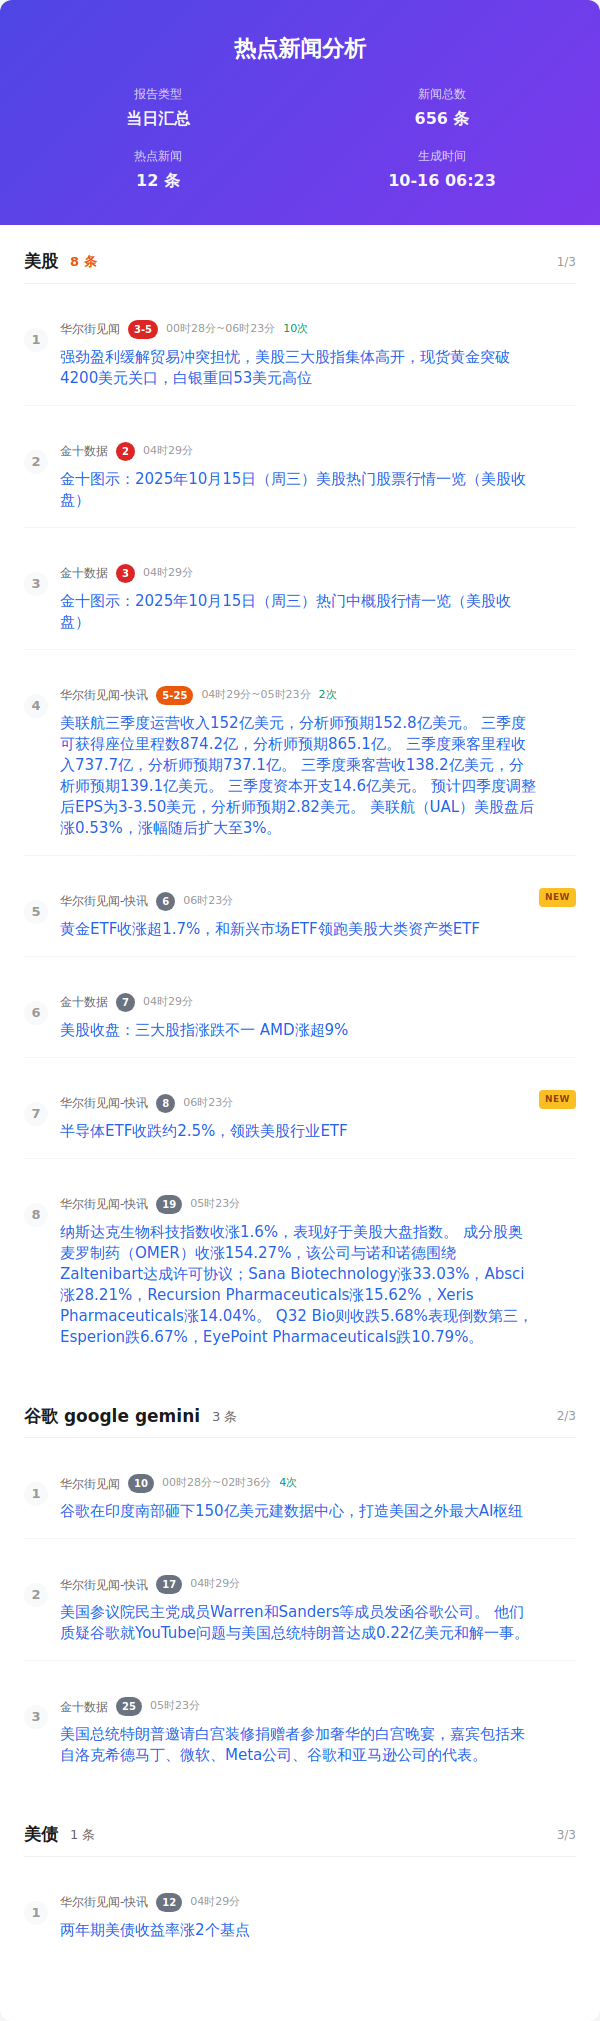 热点新闻分析
报告类型
新闻总数
当日汇总
656 条
热点新闻
生成时间
12 条
10-16 06:23
美股 8 条 1/3
1
华尔街见闻 3-5 00时28分~06时23分 10次
强劲盈利缓解贸易冲突担忧，美股三大股指集体高开，现货黄金突破
4200美元关口，白银重回53美元高位
2
金十数据 2 04时29分
金十图示：2025年10月15日（周三）美股热门股票行情一览（美股收
盘）
3
金十数据 3 04时29分
金十图示：2025年10月15日（周三）热门中概股行情一览（美股收
盘）
4
华尔街见闻-快讯 5-25 04时29分~05时23分 2次
美联航三季度运营收入152亿美元，分析师预期152.8亿美元。 三季度
可获得座位里程数874.2亿，分析师预期865.1亿。 三季度乘客里程收
入737.7亿，分析师预期737.1亿。 三季度乘客营收138.2亿美元，分
析师预期139.1亿美元。 三季度资本开支14.6亿美元。 预计四季度调整
后EPS为3-3.50美元，分析师预期2.82美元。 美联航（UAL）美股盘后
涨0.53%，涨幅随后扩大至3%。
5
华尔街见闻-快讯 6 06时23分 NEW
黄金ETF收涨超1.7%，和新兴市场ETF领跑美股大类资产类ETF
6
金十数据 7 04时29分
美股收盘：三大股指涨跌不一 AMD涨超9%
7
华尔街见闻-快讯 8 06时23分 NEW
半导体ETF收跌约2.5%，领跌美股行业ETF
8
华尔街见闻-快讯 19 05时23分
纳斯达克生物科技指数收涨1.6%，表现好于美股大盘指数。 成分股奥
麦罗制药（OMER）收涨154.27%，该公司与诺和诺德围绕
Zaltenibart达成许可协议；Sana Biotechnology涨33.03%，Absci
涨28.21%，Recursion Pharmaceuticals涨15.62%，Xeris
Pharmaceuticals涨14.04%。 Q32 Bio则收跌5.68%表现倒数第三，
Esperion跌6.67%，EyePoint Pharmaceuticals跌10.79%。
谷歌 google gemini 3 条 2/3
1
华尔街见闻 10 00时28分~02时36分 4次
谷歌在印度南部砸下150亿美元建数据中心，打造美国之外最大AI枢纽
2
华尔街见闻-快讯 17 04时29分
美国参议院民主党成员Warren和Sanders等成员发函谷歌公司。 他们
质疑谷歌就YouTube问题与美国总统特朗普达成0.22亿美元和解一事。
3
金十数据 25 05时23分
美国总统特朗普邀请白宫装修捐赠者参加奢华的白宫晚宴，嘉宾包括来
自洛克希德马丁、微软、Meta公司、谷歌和亚马逊公司的代表。
美债 1 条 3/3
1
华尔街见闻-快讯 12 04时29分
两年期美债收益率涨2个基点